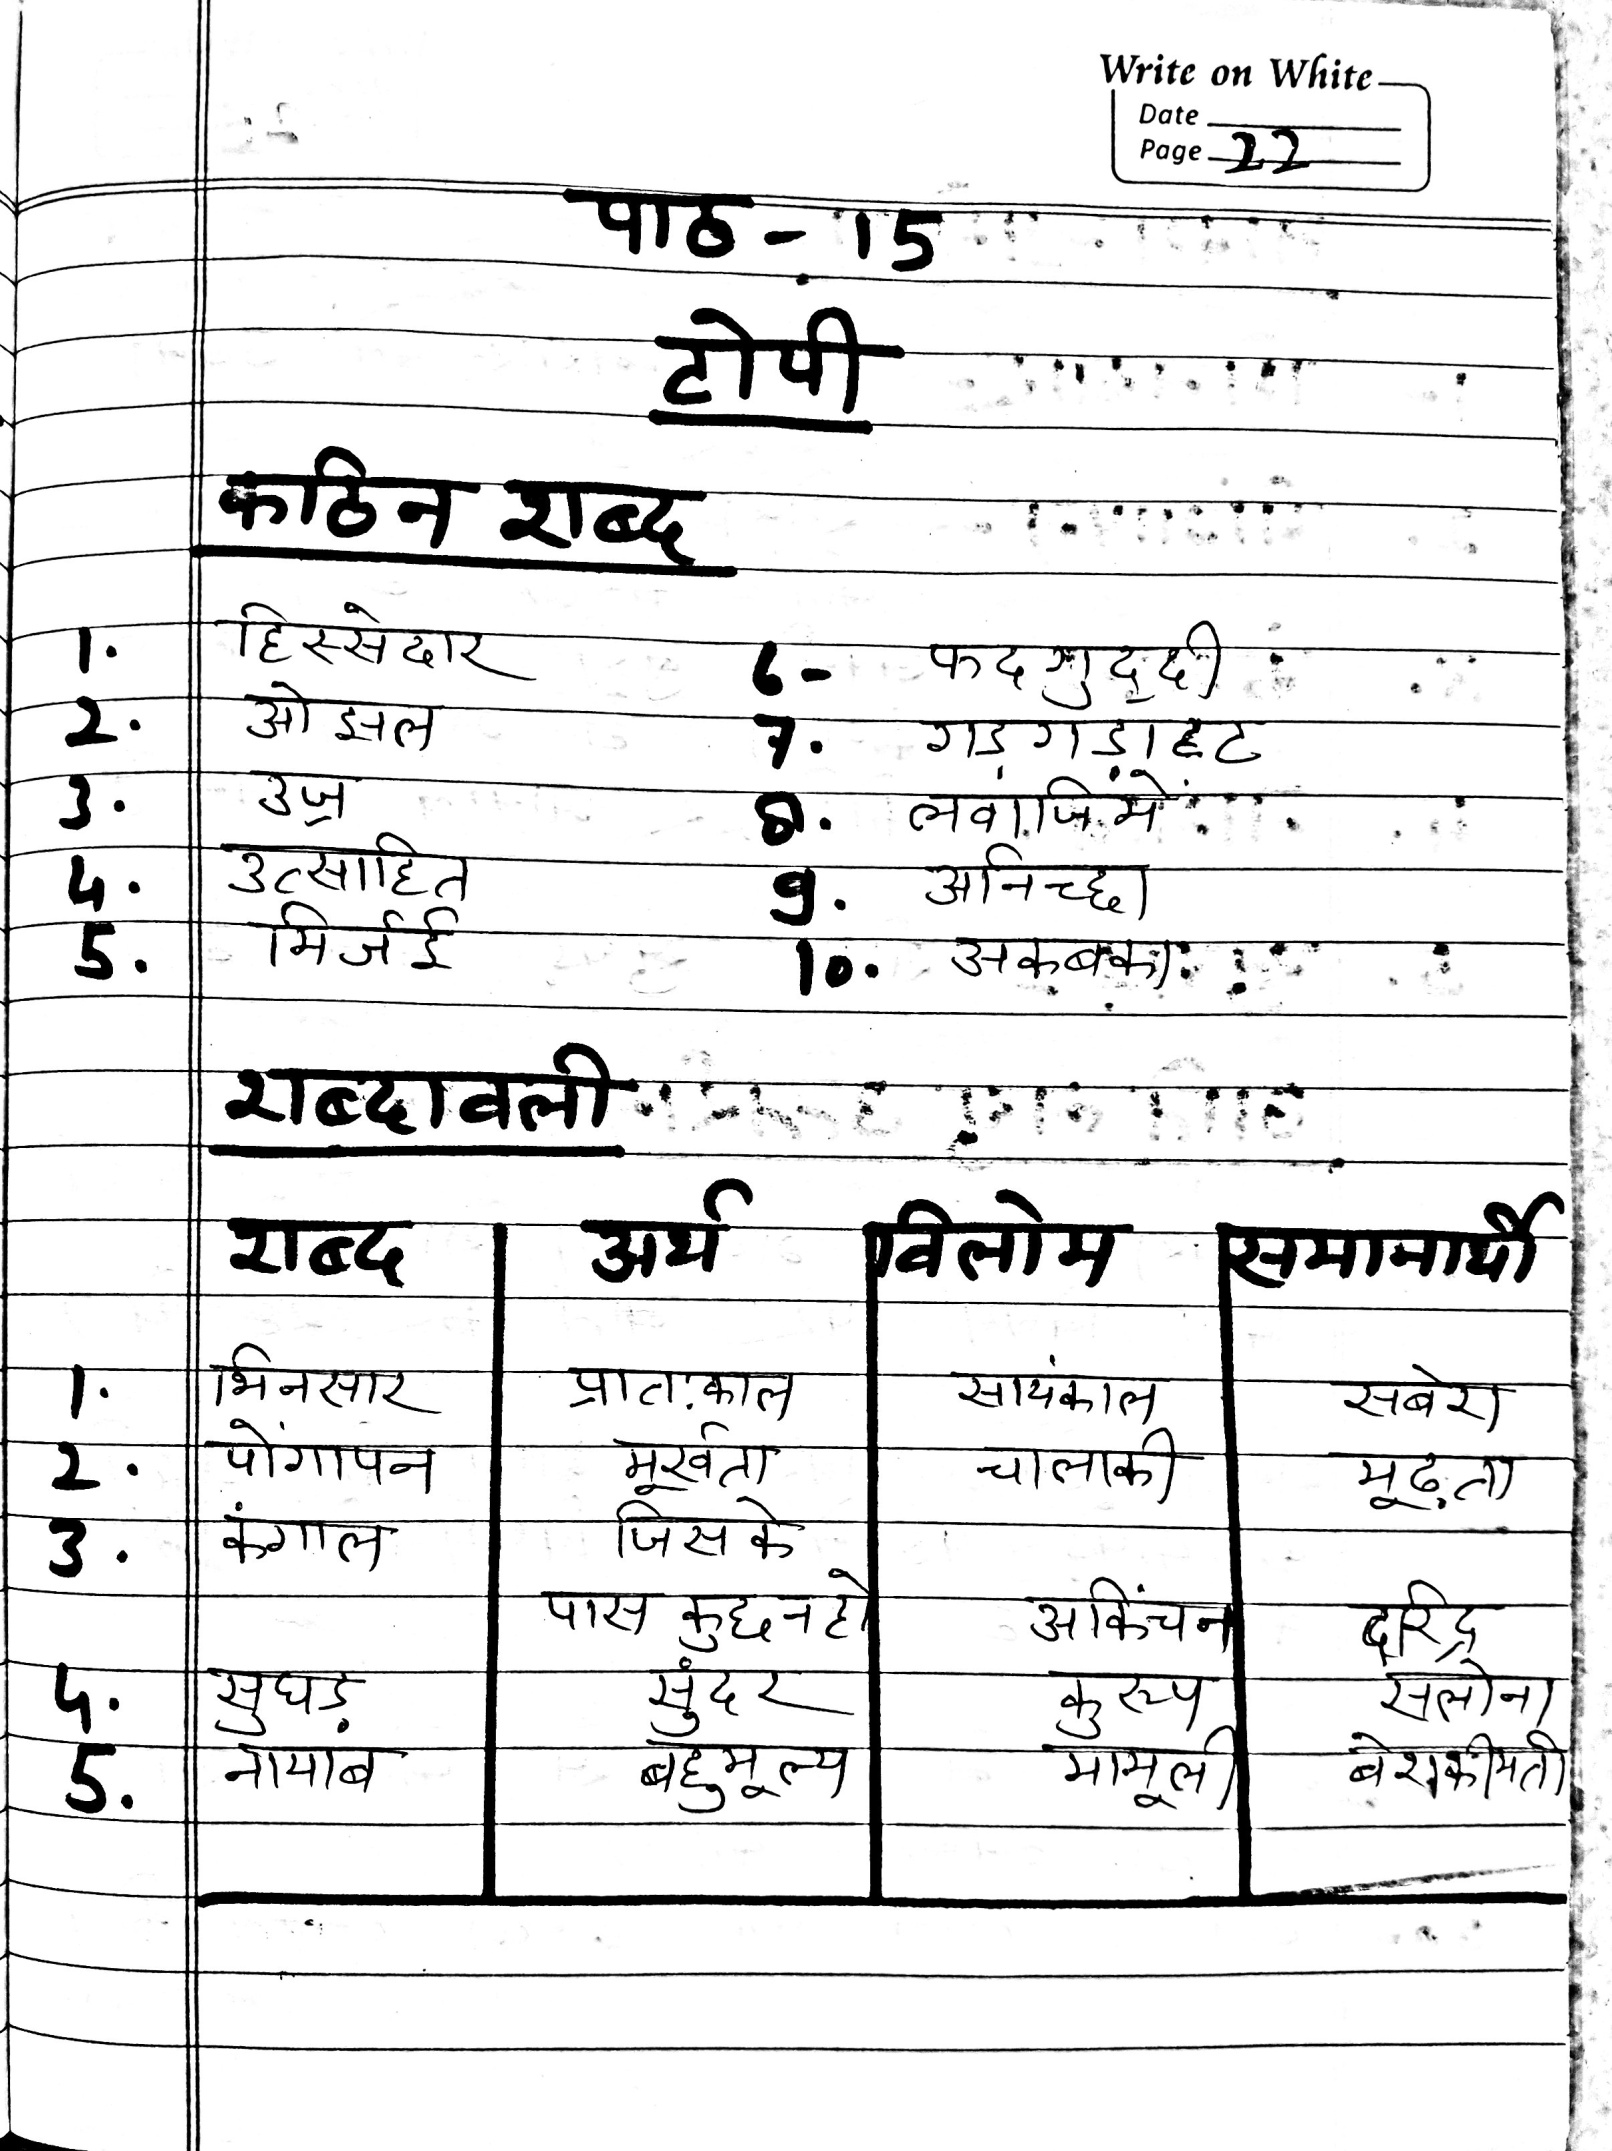 Write on White
Date
Page 22
पाठ - 15
टोपी
कठिन शब्द
1. हिस्सेदार 6- फदगुद्दी
2. ओझल 7. गड़गड़ाहट
3. उज्र 8. लवाजिमें
4. उत्साहित 9. अनिच्छा
5. मिर्जई 10. अकबका
शब्दावली
शब्द अर्थ विलोम समानार्थी
1. भिनसार प्रात:काल सायंकाल सबेरा
2. पोंगापन मूर्खता चालाकी मूढ़ता
3. कंगाल जिसके
पास कुछ न हो अकिंचन दरिद्र
4. सुघड़ सुंदर कुरूप सलोना
5. नायाब बहुमूल्य मामूली बेशकीमती